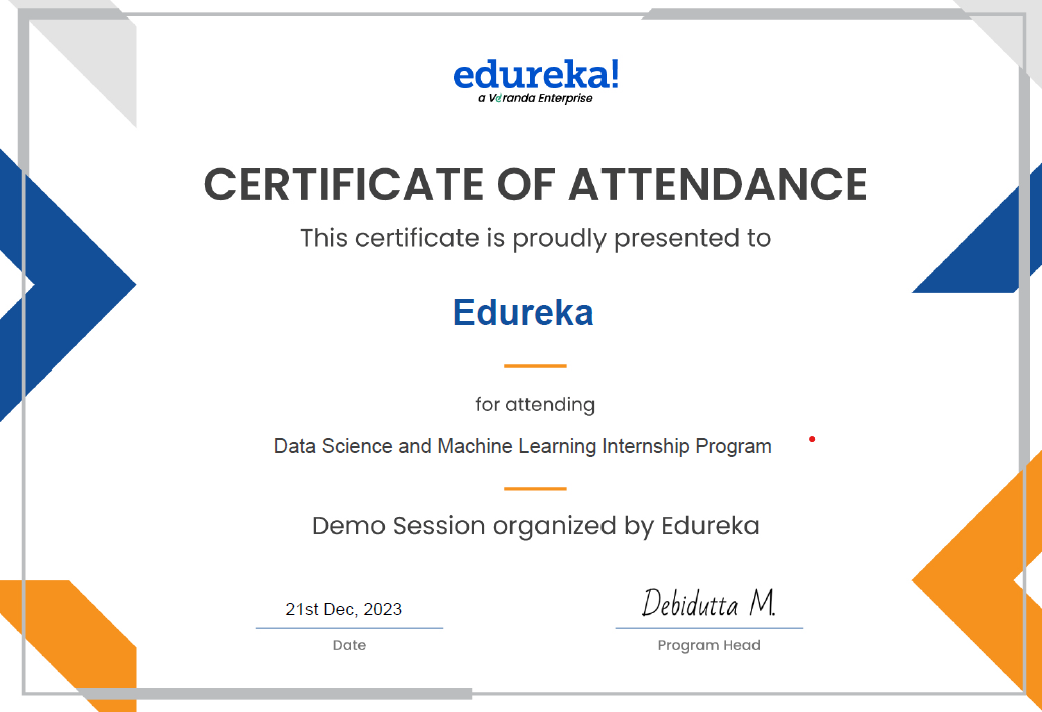 edureka!
a Veranda Enterprise
CERTIFICATE OF ATTENDANCE
This certificate is proudly presented to
Edureka
for attending
Data Science and Machine Learning Internship Program
Demo Session organized by Edureka
21st Dec, 2023
Debidutta M.
Date
Program Head